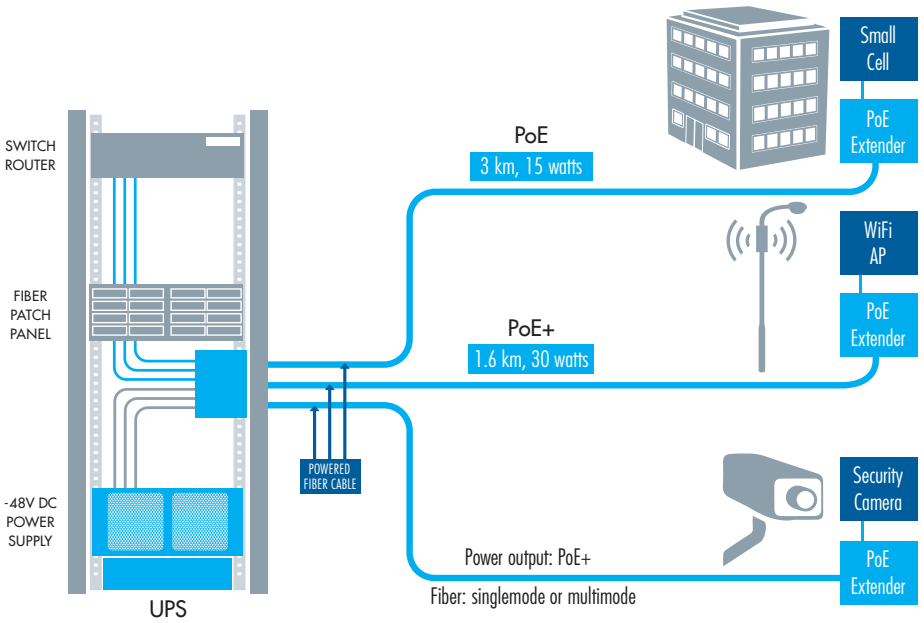 SWITCH
ROUTER
FIBER
PATCH
PANEL
-48V DC
POWER
SUPPLY
UPS
POWERED
FIBER CABLE
PoE
3 km, 15 watts
PoE+
1.6 km, 30 watts
Power output: PoE+
Fiber: singlemode or multimode
Small
Cell
PoE
Extender
WiFi
AP
PoE
Extender
Security
Camera
PoE
Extender